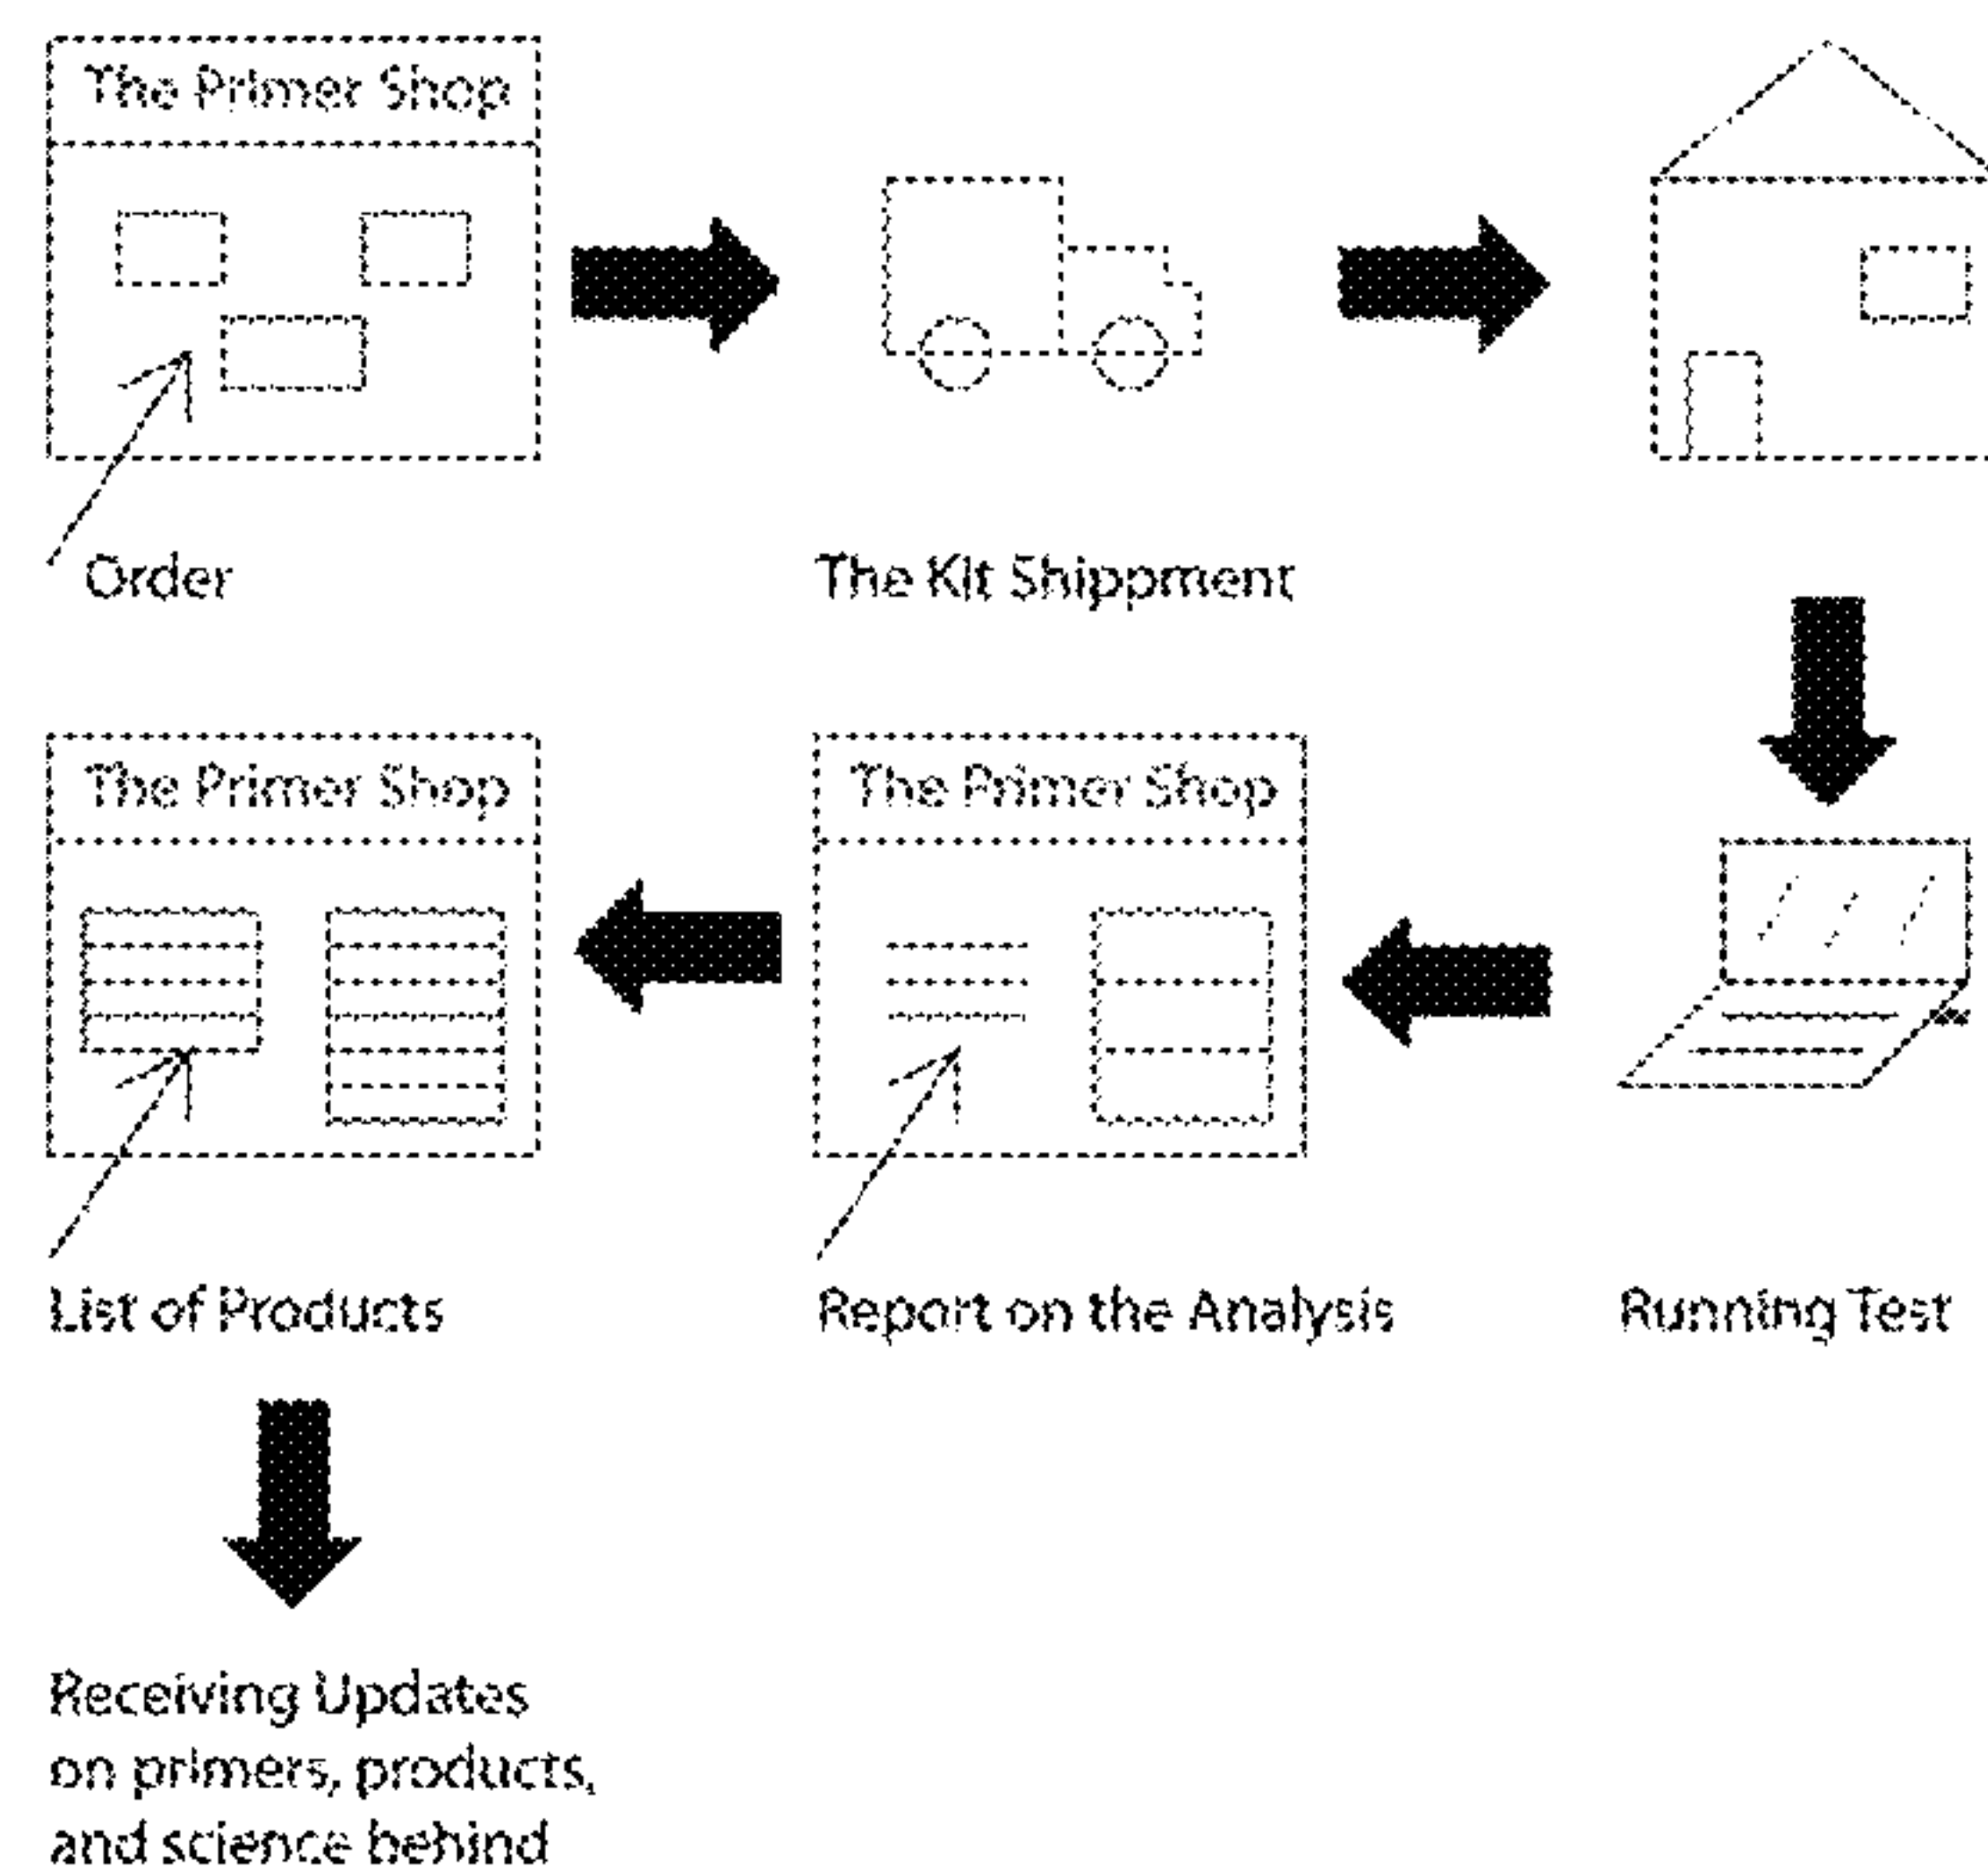 The Primer Shop
Order
The Kit Shippment
The Primer Shop
The Primer Shop
List of Products
Report on the Analysis
Running Test
Receiving Updates
on primers, products,
and science behind